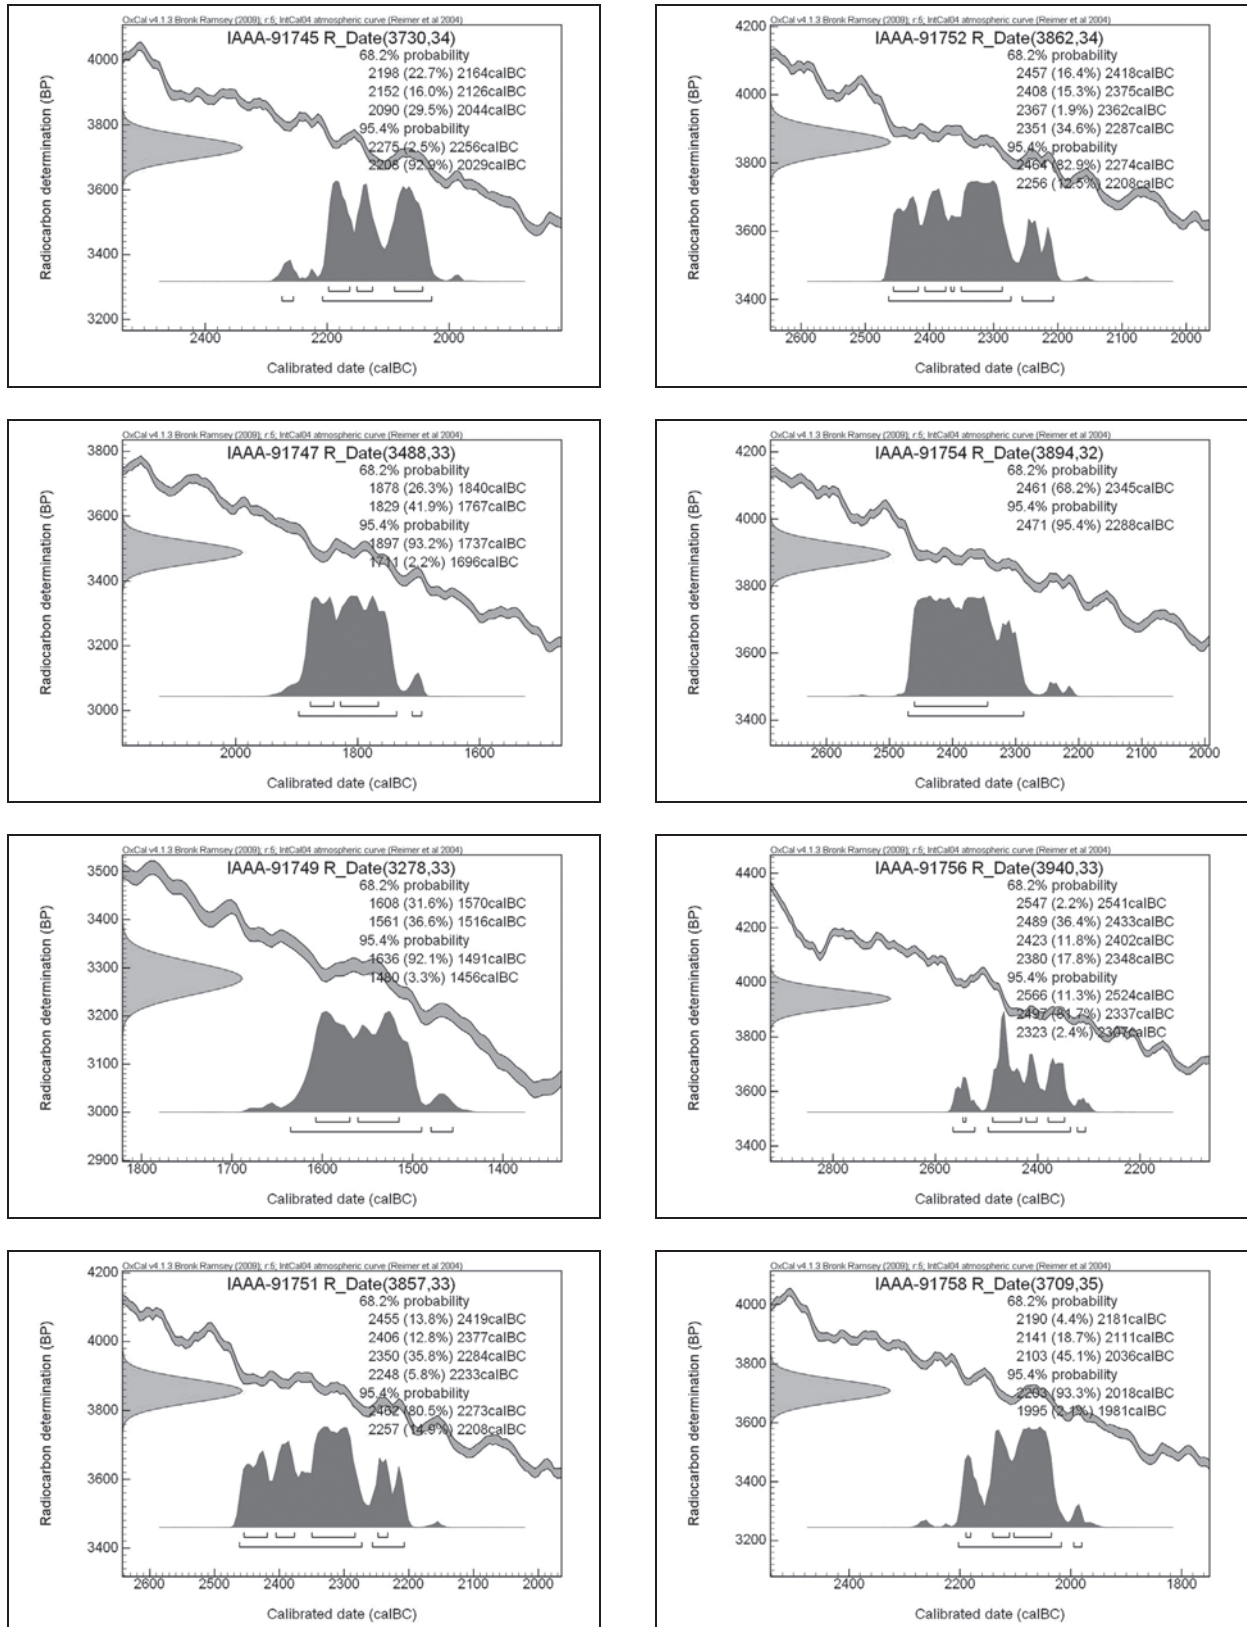 OxCal v4.1.3 Bronk Ramsey (2009); r:5; IntCal04 atmospheric curve (Reimer et al 2004)
IAAA-91745 R_Date(3730,34)
68.2% probability
2198 (22.7%) 2164calBC
2152 (16.0%) 2126calBC
2090 (29.5%) 2044calBC
95.4% probability
2275 (2.5%) 2256calBC
2208 (92.9%) 2029calBC
Radiocarbon determination (BP)
4000
3800
3600
3400
3200
2400 2200 2000
Calibrated date (calBC)
OxCal v4.1.3 Bronk Ramsey (2009); r:5; IntCal04 atmospheric curve (Reimer et al 2004)
IAAA-91752 R_Date(3862,34)
68.2% probability
2457 (16.4%) 2418calBC
2408 (15.3%) 2375calBC
2367 (1.9%) 2362calBC
2351 (34.6%) 2287calBC
95.4% probability
2464 (82.9%) 2274calBC
2256 (12.5%) 2208calBC
Radiocarbon determination (BP)
4200
4000
3800
3600
3400
2600 2500 2400 2300 2200 2100 2000
Calibrated date (calBC)
OxCal v4.1.3 Bronk Ramsey (2009); r:5; IntCal04 atmospheric curve (Reimer et al 2004)
IAAA-91747 R_Date(3488,33)
68.2% probability
1878 (26.3%) 1840calBC
1829 (41.9%) 1767calBC
95.4% probability
1897 (93.2%) 1737calBC
1711 (2.2%) 1696calBC
Radiocarbon determination (BP)
3800
3600
3400
3200
3000
2000 1800 1600
Calibrated date (calBC)
OxCal v4.1.3 Bronk Ramsey (2009); r:5; IntCal04 atmospheric curve (Reimer et al 2004)
IAAA-91754 R_Date(3894,32)
68.2% probability
2461 (68.2%) 2345calBC
95.4% probability
2471 (95.4%) 2288calBC
Radiocarbon determination (BP)
4200
4000
3800
3600
3400
2600 2500 2400 2300 2200 2100 2000
Calibrated date (calBC)
OxCal v4.1.3 Bronk Ramsey (2009); r:5; IntCal04 atmospheric curve (Reimer et al 2004)
IAAA-91749 R_Date(3278,33)
68.2% probability
1608 (31.6%) 1570calBC
1561 (36.6%) 1516calBC
95.4% probability
1636 (92.1%) 1491calBC
1480 (3.3%) 1456calBC
Radiocarbon determination (BP)
3500
3400
3300
3200
3100
3000
2900
1800 1700 1600 1500 1400
Calibrated date (calBC)
OxCal v4.1.3 Bronk Ramsey (2009); r:5; IntCal04 atmospheric curve (Reimer et al 2004)
IAAA-91756 R_Date(3940,33)
68.2% probability
2547 (2.2%) 2541calBC
2489 (36.4%) 2433calBC
2423 (11.8%) 2402calBC
2380 (17.8%) 2348calBC
95.4% probability
2566 (11.3%) 2524calBC
2497 (81.7%) 2337calBC
2323 (2.4%) 2307calBC
Radiocarbon determination (BP)
4400
4200
4000
3800
3600
3400
2800 2600 2400 2200
Calibrated date (calBC)
OxCal v4.1.3 Bronk Ramsey (2009); r:5; IntCal04 atmospheric curve (Reimer et al 2004)
IAAA-91751 R_Date(3857,33)
68.2% probability
2455 (13.8%) 2419calBC
2406 (12.8%) 2377calBC
2350 (35.8%) 2284calBC
2248 (5.8%) 2233calBC
95.4% probability
2462 (80.5%) 2273calBC
2257 (14.9%) 2208calBC
Radiocarbon determination (BP)
4200
4000
3800
3600
3400
2600 2500 2400 2300 2200 2100 2000
Calibrated date (calBC)
OxCal v4.1.3 Bronk Ramsey (2009); r:5; IntCal04 atmospheric curve (Reimer et al 2004)
IAAA-91758 R_Date(3709,35)
68.2% probability
2190 (4.4%) 2181calBC
2141 (18.7%) 2111calBC
2103 (45.1%) 2036calBC
95.4% probability
2203 (93.3%) 2018calBC
1995 (2.1%) 1981calBC
Radiocarbon determination (BP)
4000
3800
3600
3400
3200
2400 2200 2000 1800
Calibrated date (calBC)